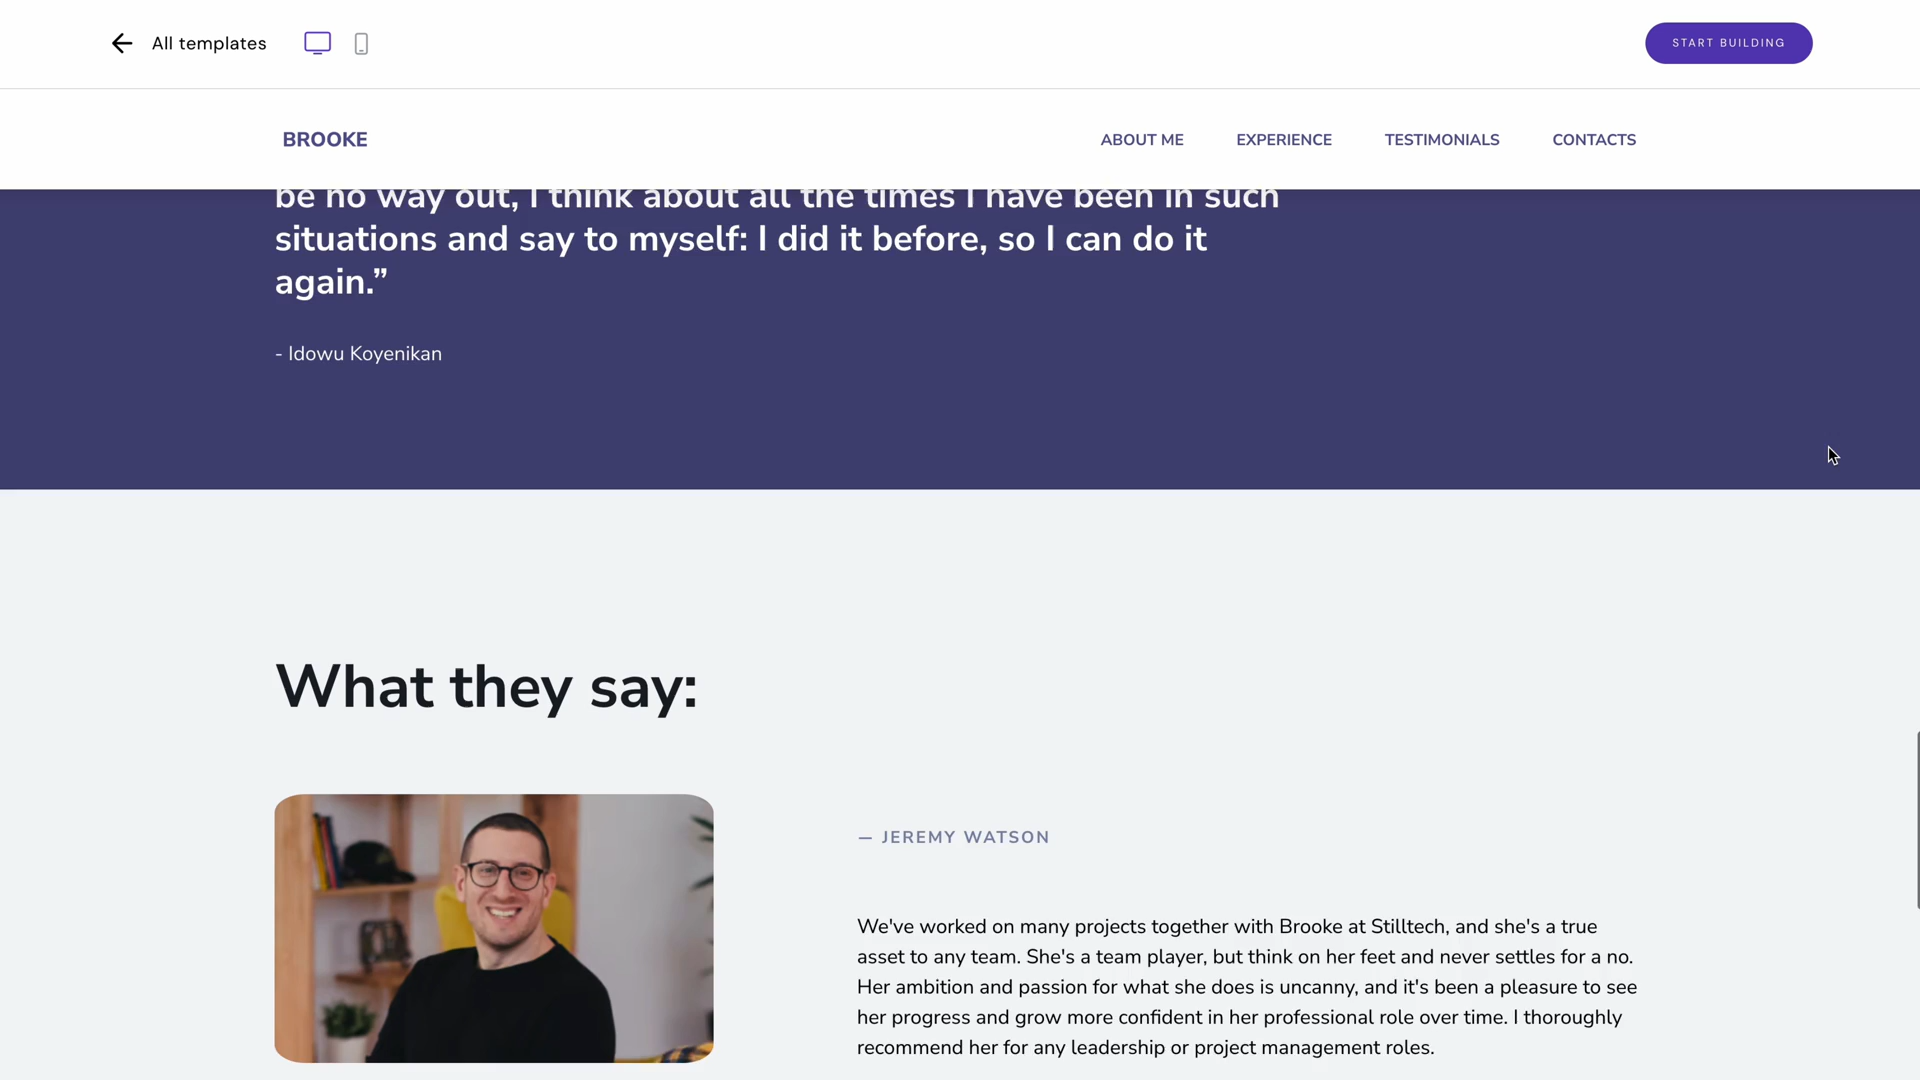 All templates
START BUILDING
BROOKE
ABOUT ME
EXPERIENCE
TESTIMONIALS
CONTACTS
be no way out, I think about all the times I have been in such
situations and say to myself: I did it before, so I can do it
again.”
- Idowu Koyenikan
What they say:
— JEREMY WATSON
We've worked on many projects together with Brooke at Stilltech, and she's a true
asset to any team. She's a team player, but think on her feet and never settles for a no.
Her ambition and passion for what she does is uncanny, and it's been a pleasure to see
her progress and grow more confident in her professional role over time. I thoroughly
recommend her for any leadership or project management roles.